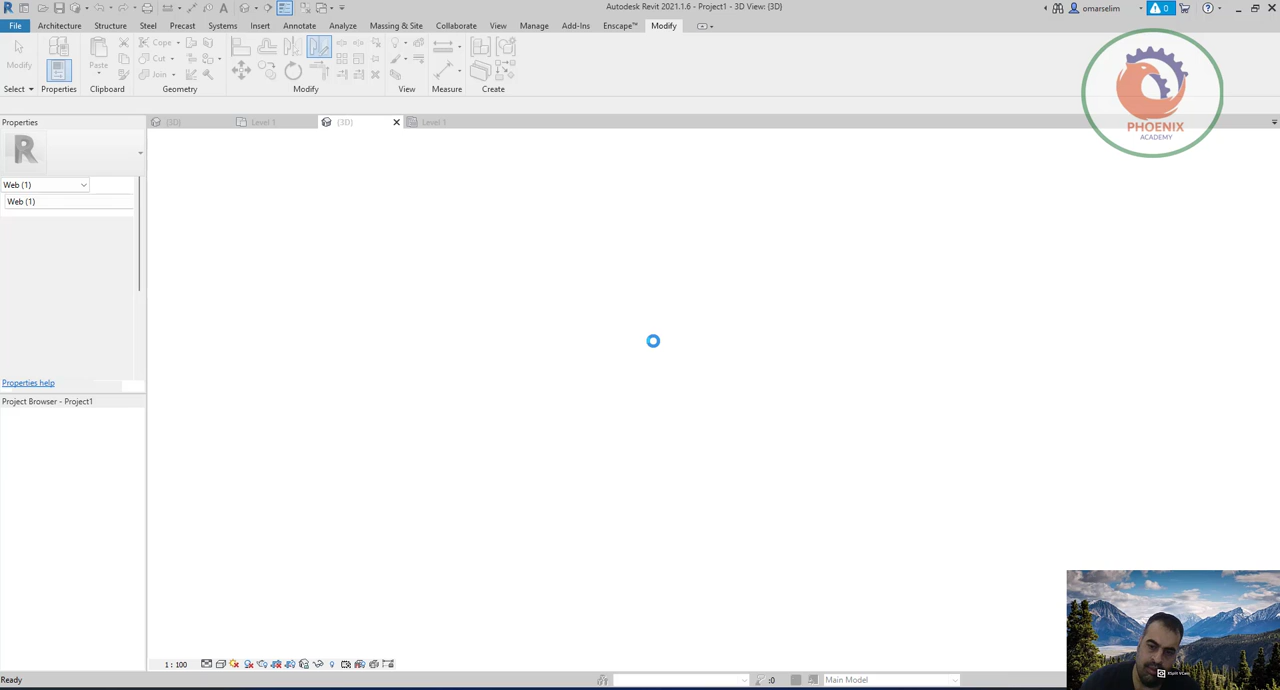 Autodesk Revit 2021.1.6 - Project1 - 3D View: {3D}
omarselim
0
File Architecture Structure Steel Precast Systems Insert Annotate Analyze Massing & Site Collaborate View Manage Add-Ins Enscape™ Modify
Modify
Paste
Cope
Cut
Join
Select Properties Clipboard Geometry Modify View Measure Create
PHOENIX
ACADEMY
Properties
{3D} Level 1 {3D} Level 1
R
Web (1)
Web (1)
Properties help
Project Browser - Project1
1 : 100
Ready
:0
Main Model